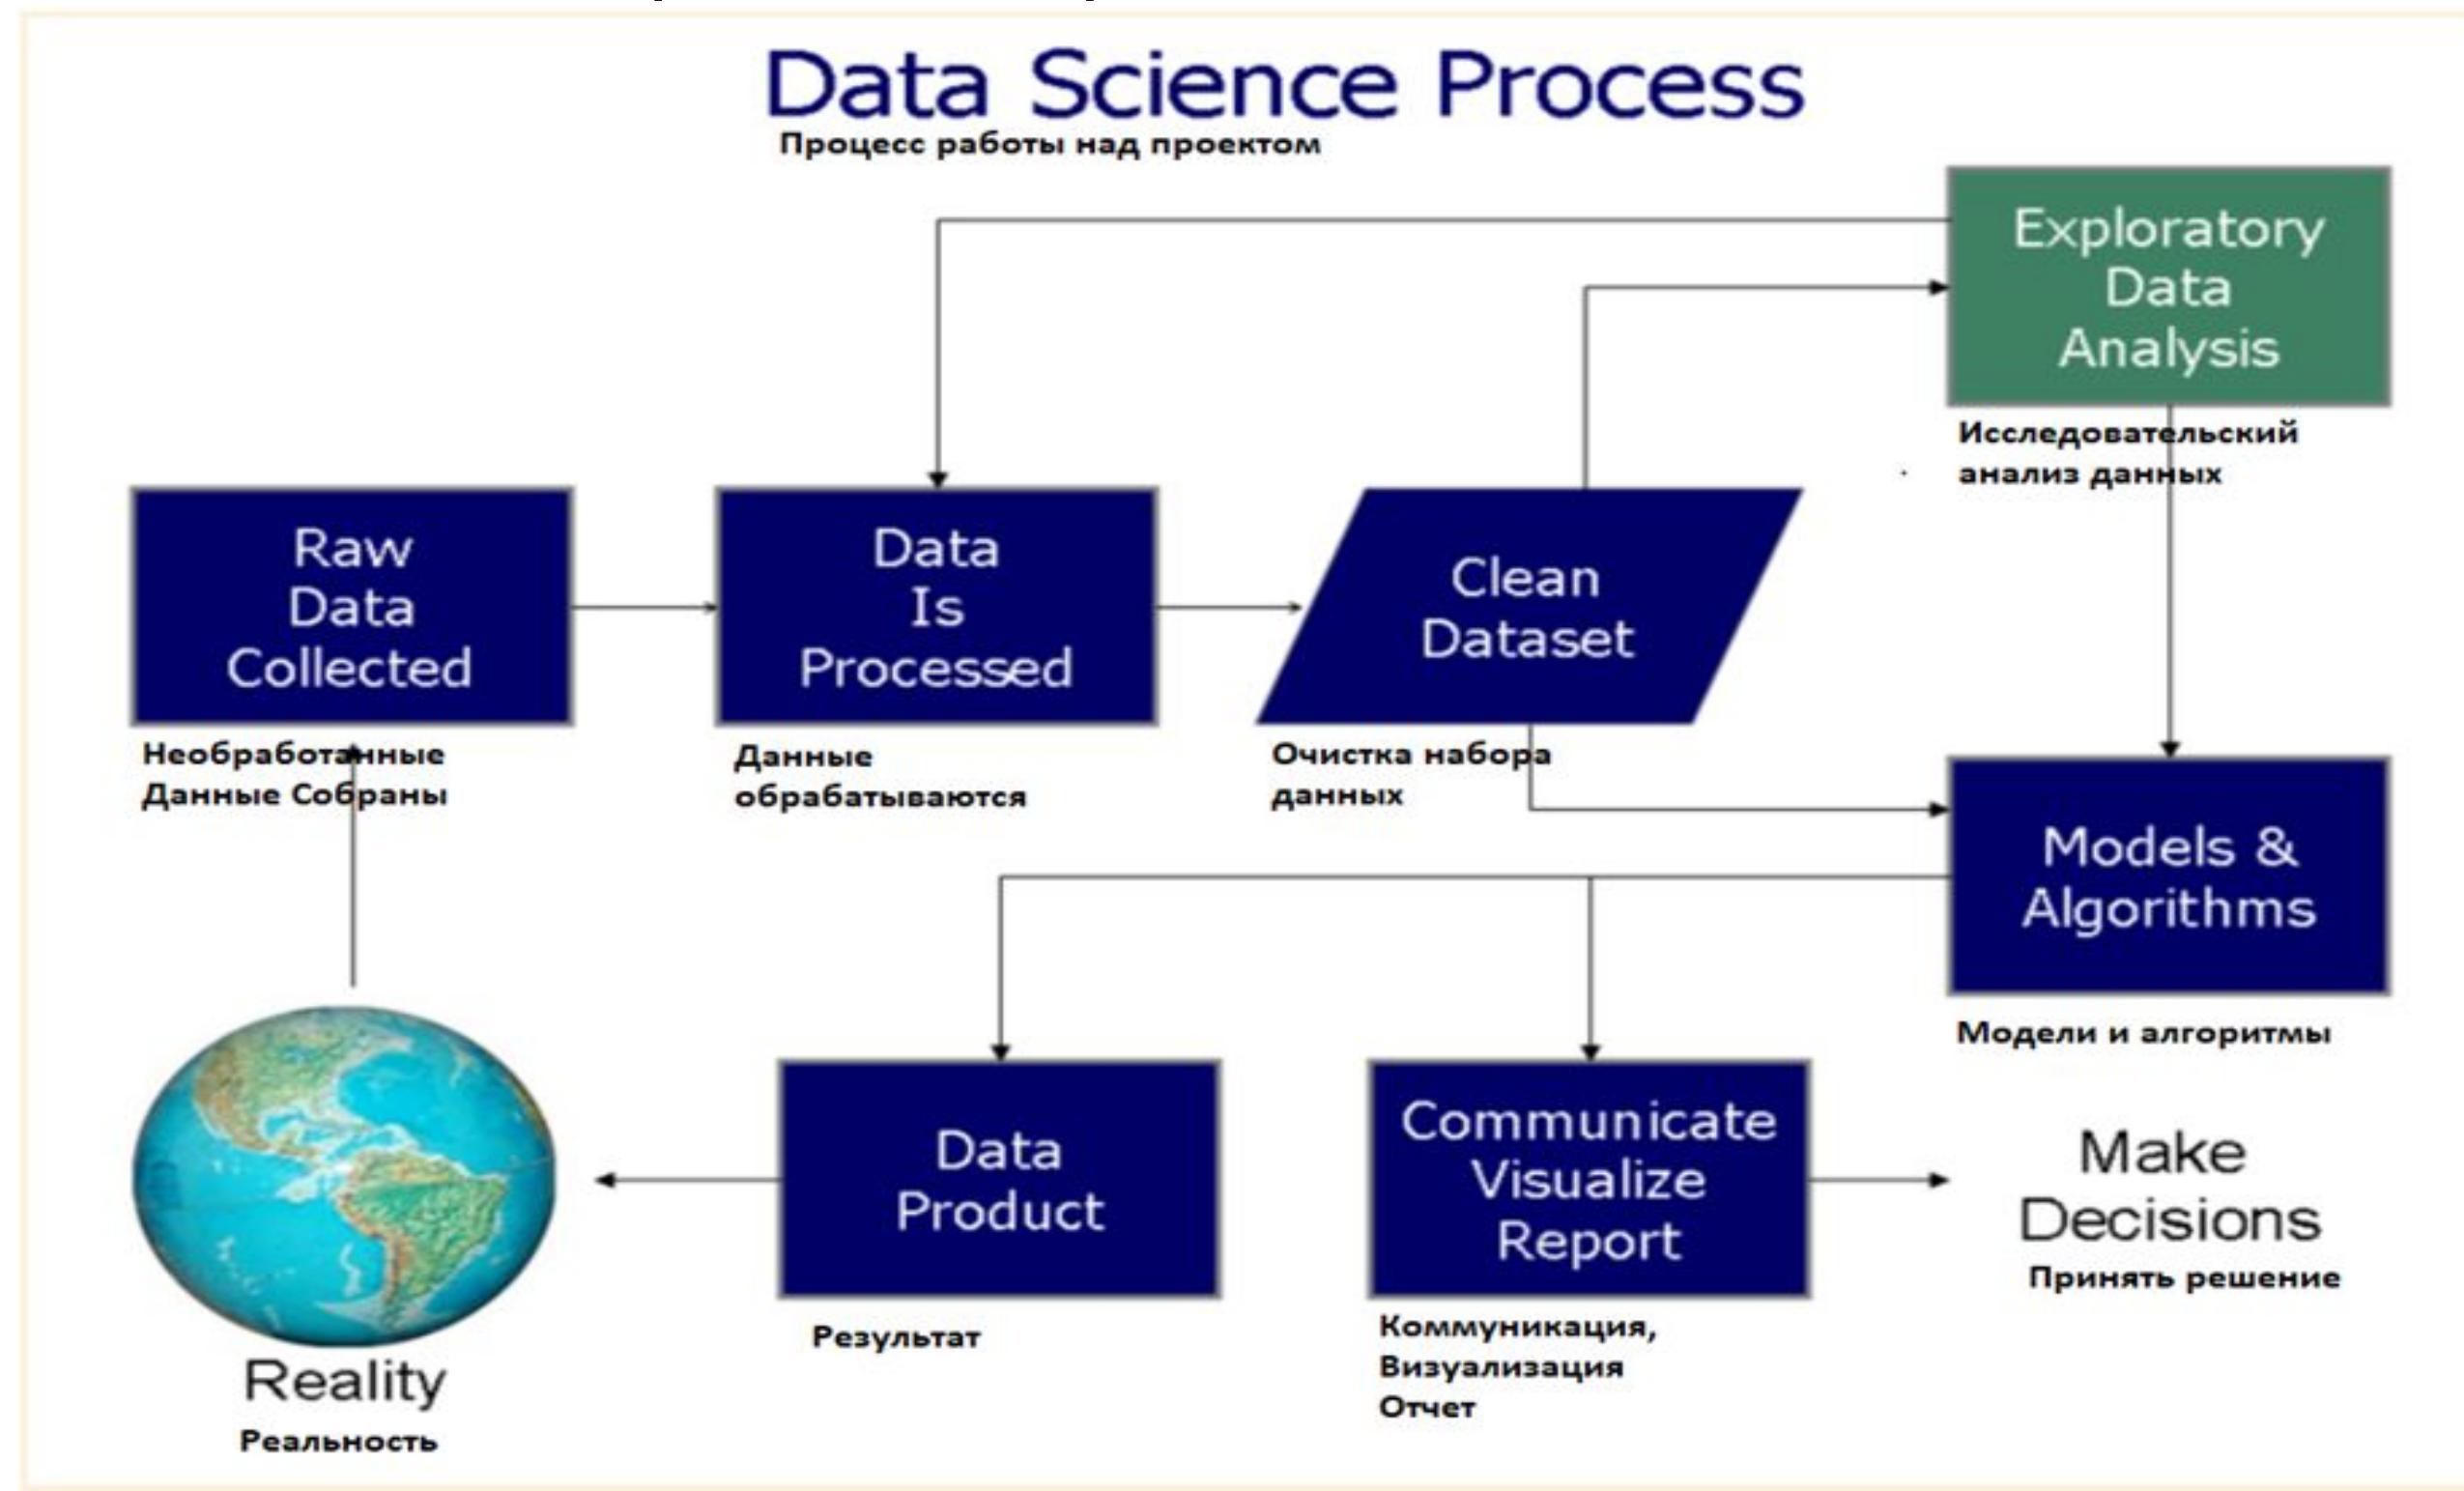 Data Science Process
Процесс работы над проектом
Exploratory
Data
Analysis
Исследовательский
анализ данных
Raw
Data
Collected
Необработанные
Данные Собраны
Data
Is
Processed
Данные
обрабатываются
Clean
Dataset
Очистка набора
данных
Models &
Algorithms
Модели и алгоритмы
Reality
Реальность
Data
Product
Результат
Communicate
Visualize
Report
Коммуникация,
Визуализация
Отчет
Make
Decisions
Принять решение